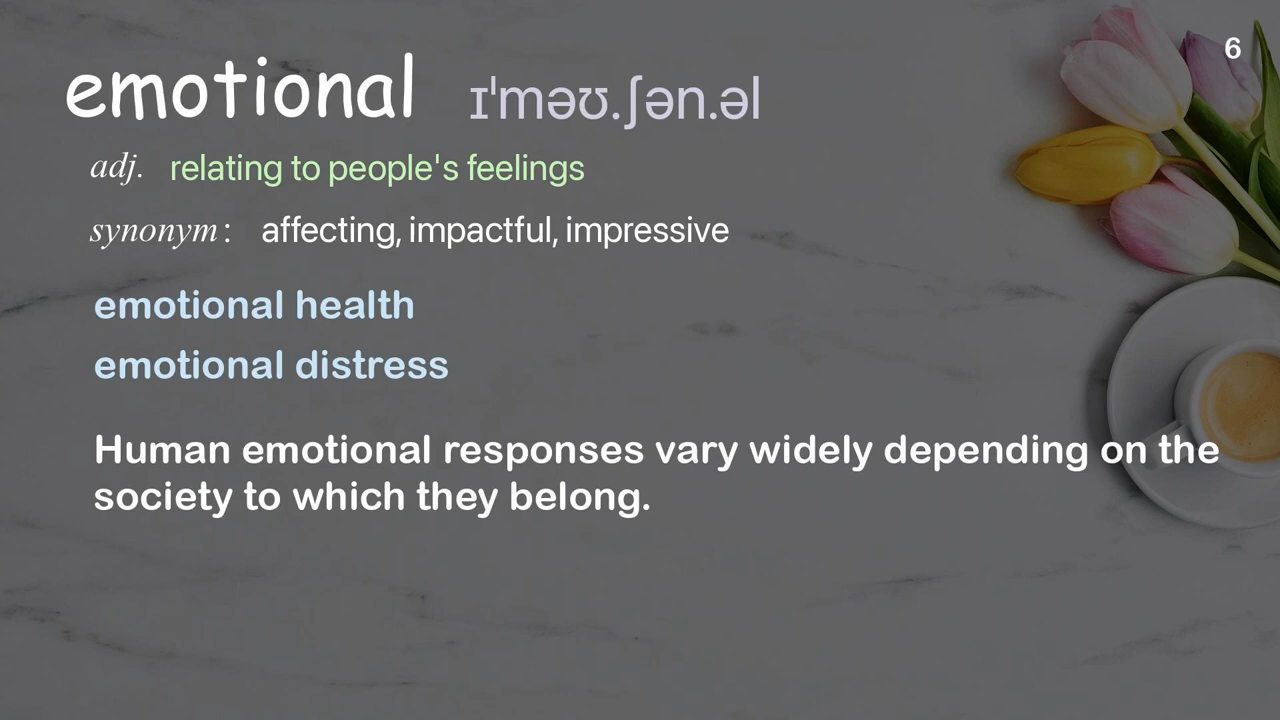 6
emotional ɪˈməʊ.ʃən.əl
adj. relating to people's feelings
synonym: affecting, impactful, impressive
emotional health
emotional distress
Human emotional responses vary widely depending on the
society to which they belong.